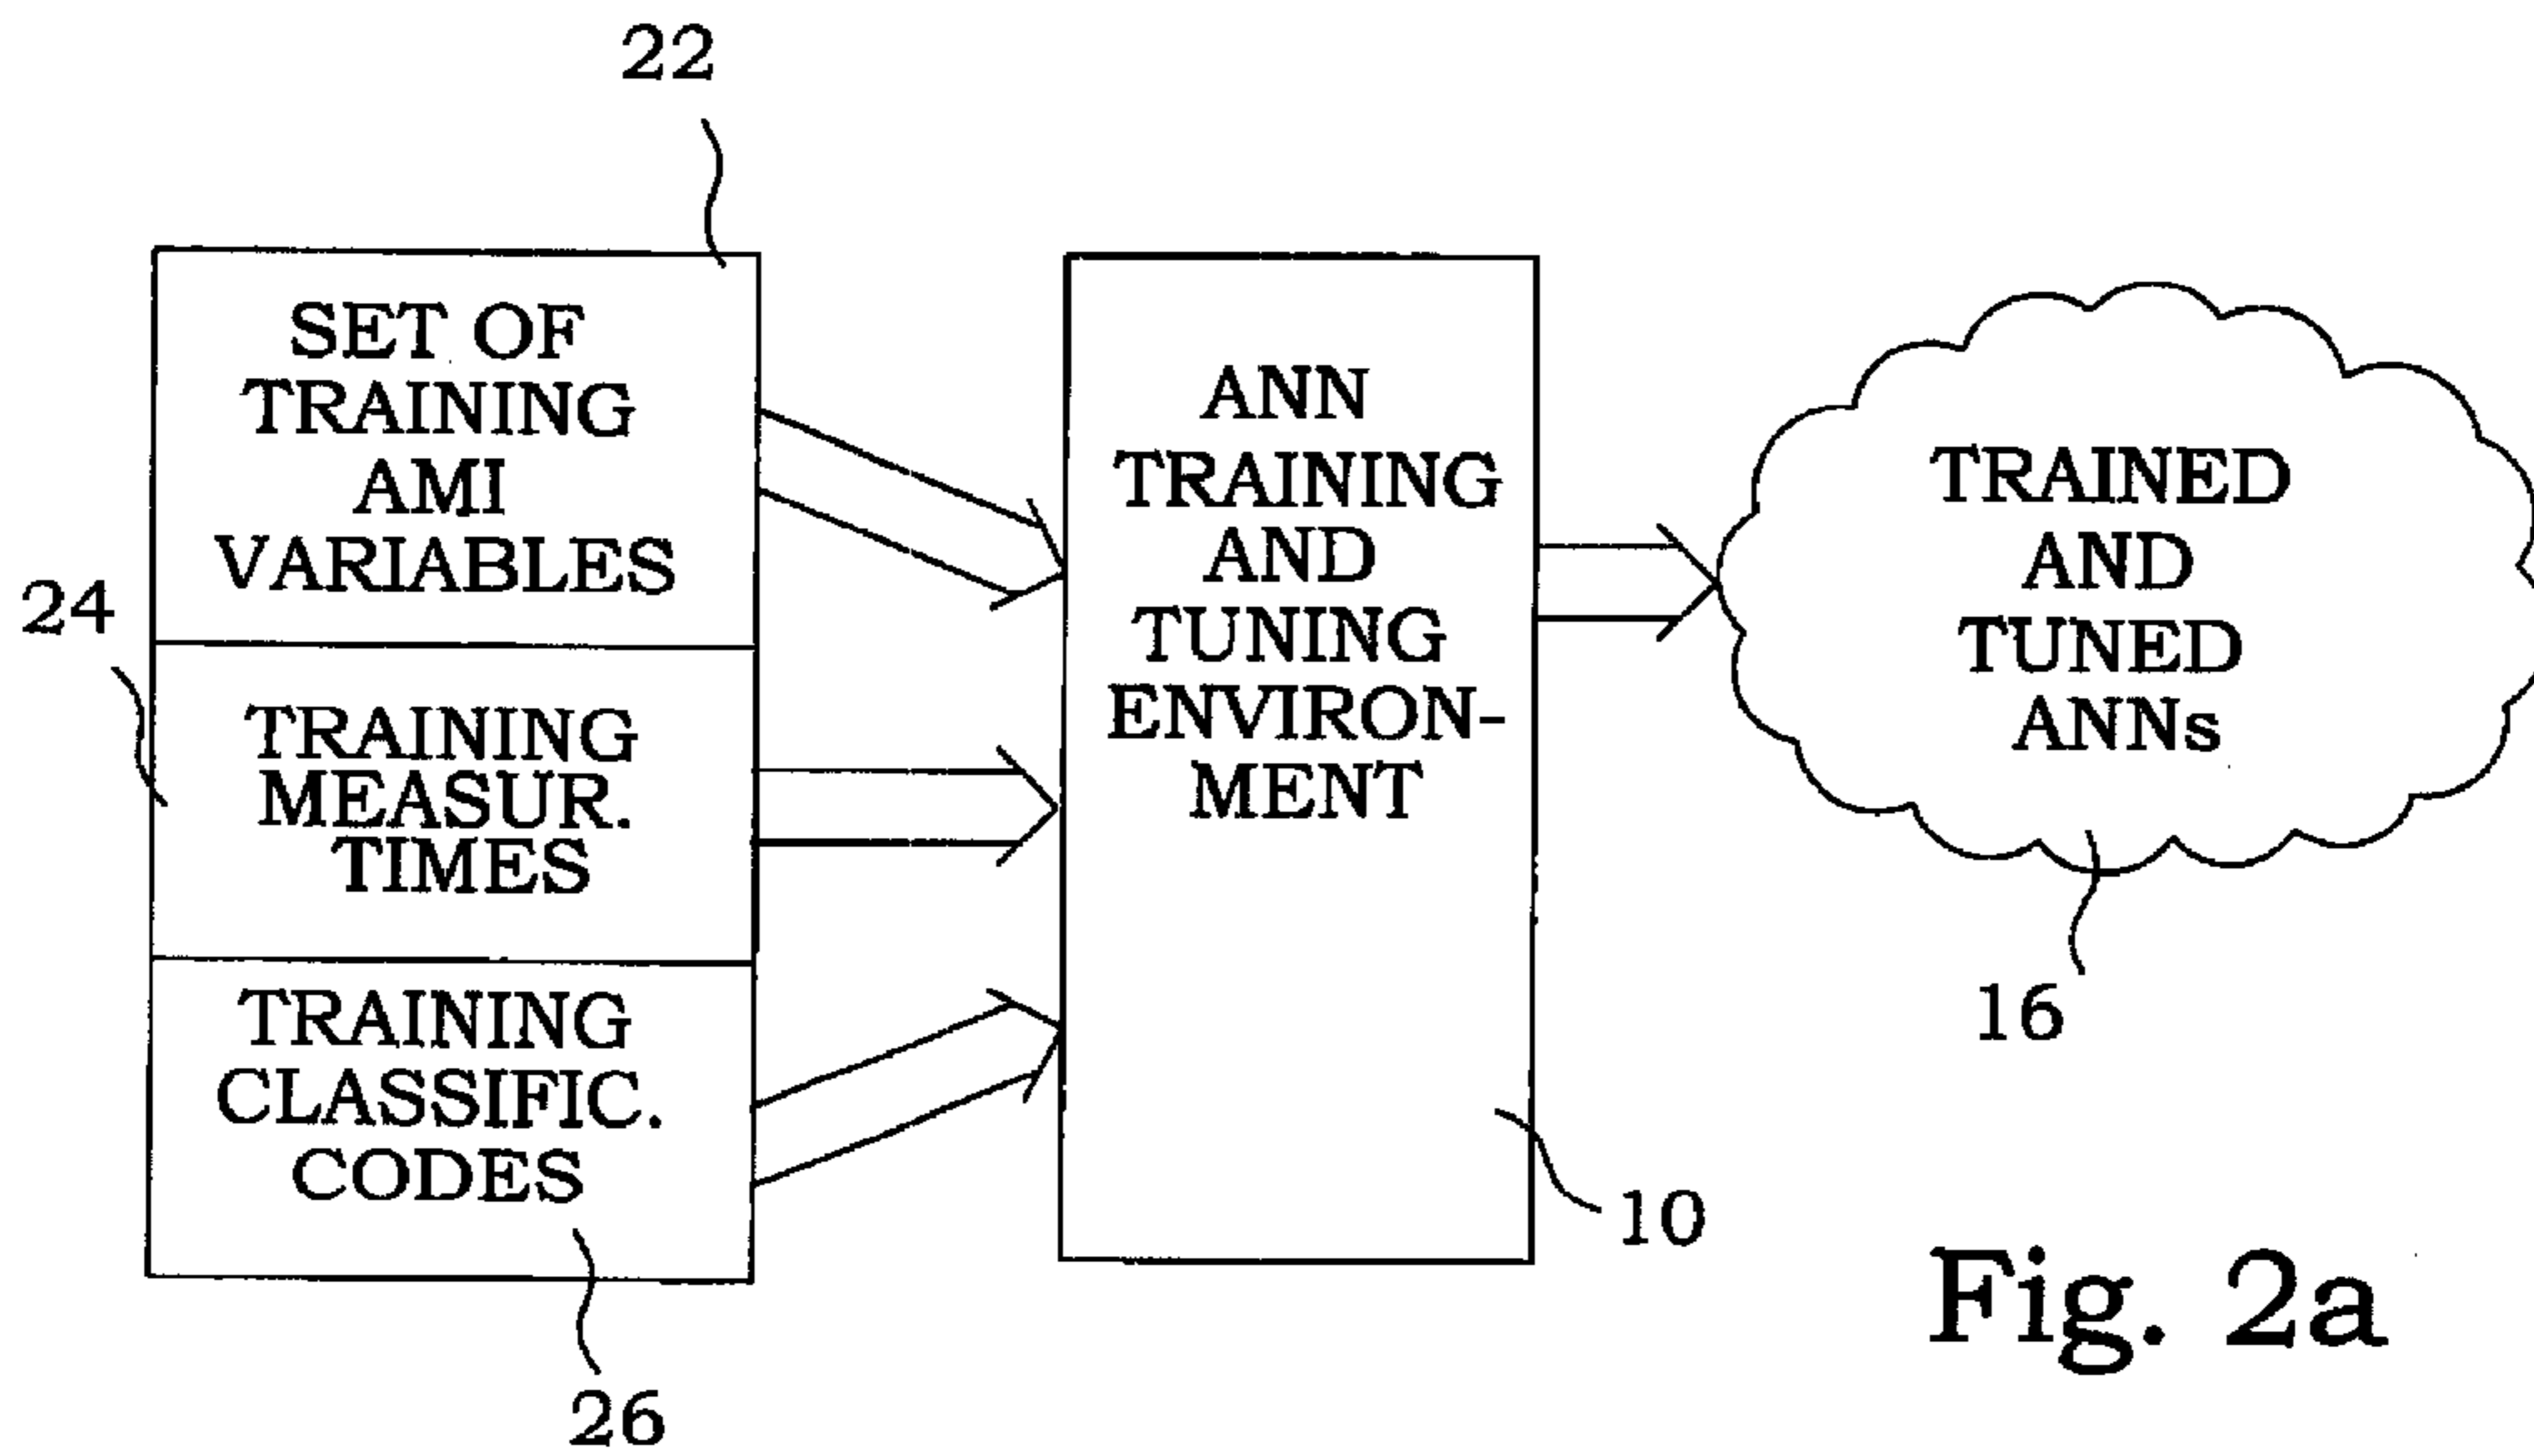 22
SET OF
TRAINING
AMI
VARIABLES
24
TRAINING
MEASUR.
TIMES
TRAINING
CLASSIFIC.
CODES
26
ANN
TRAINING
AND
TUNING
ENVIRON-
MENT
10
TRAINED
AND
TUNED
ANNs
16
Fig. 2a